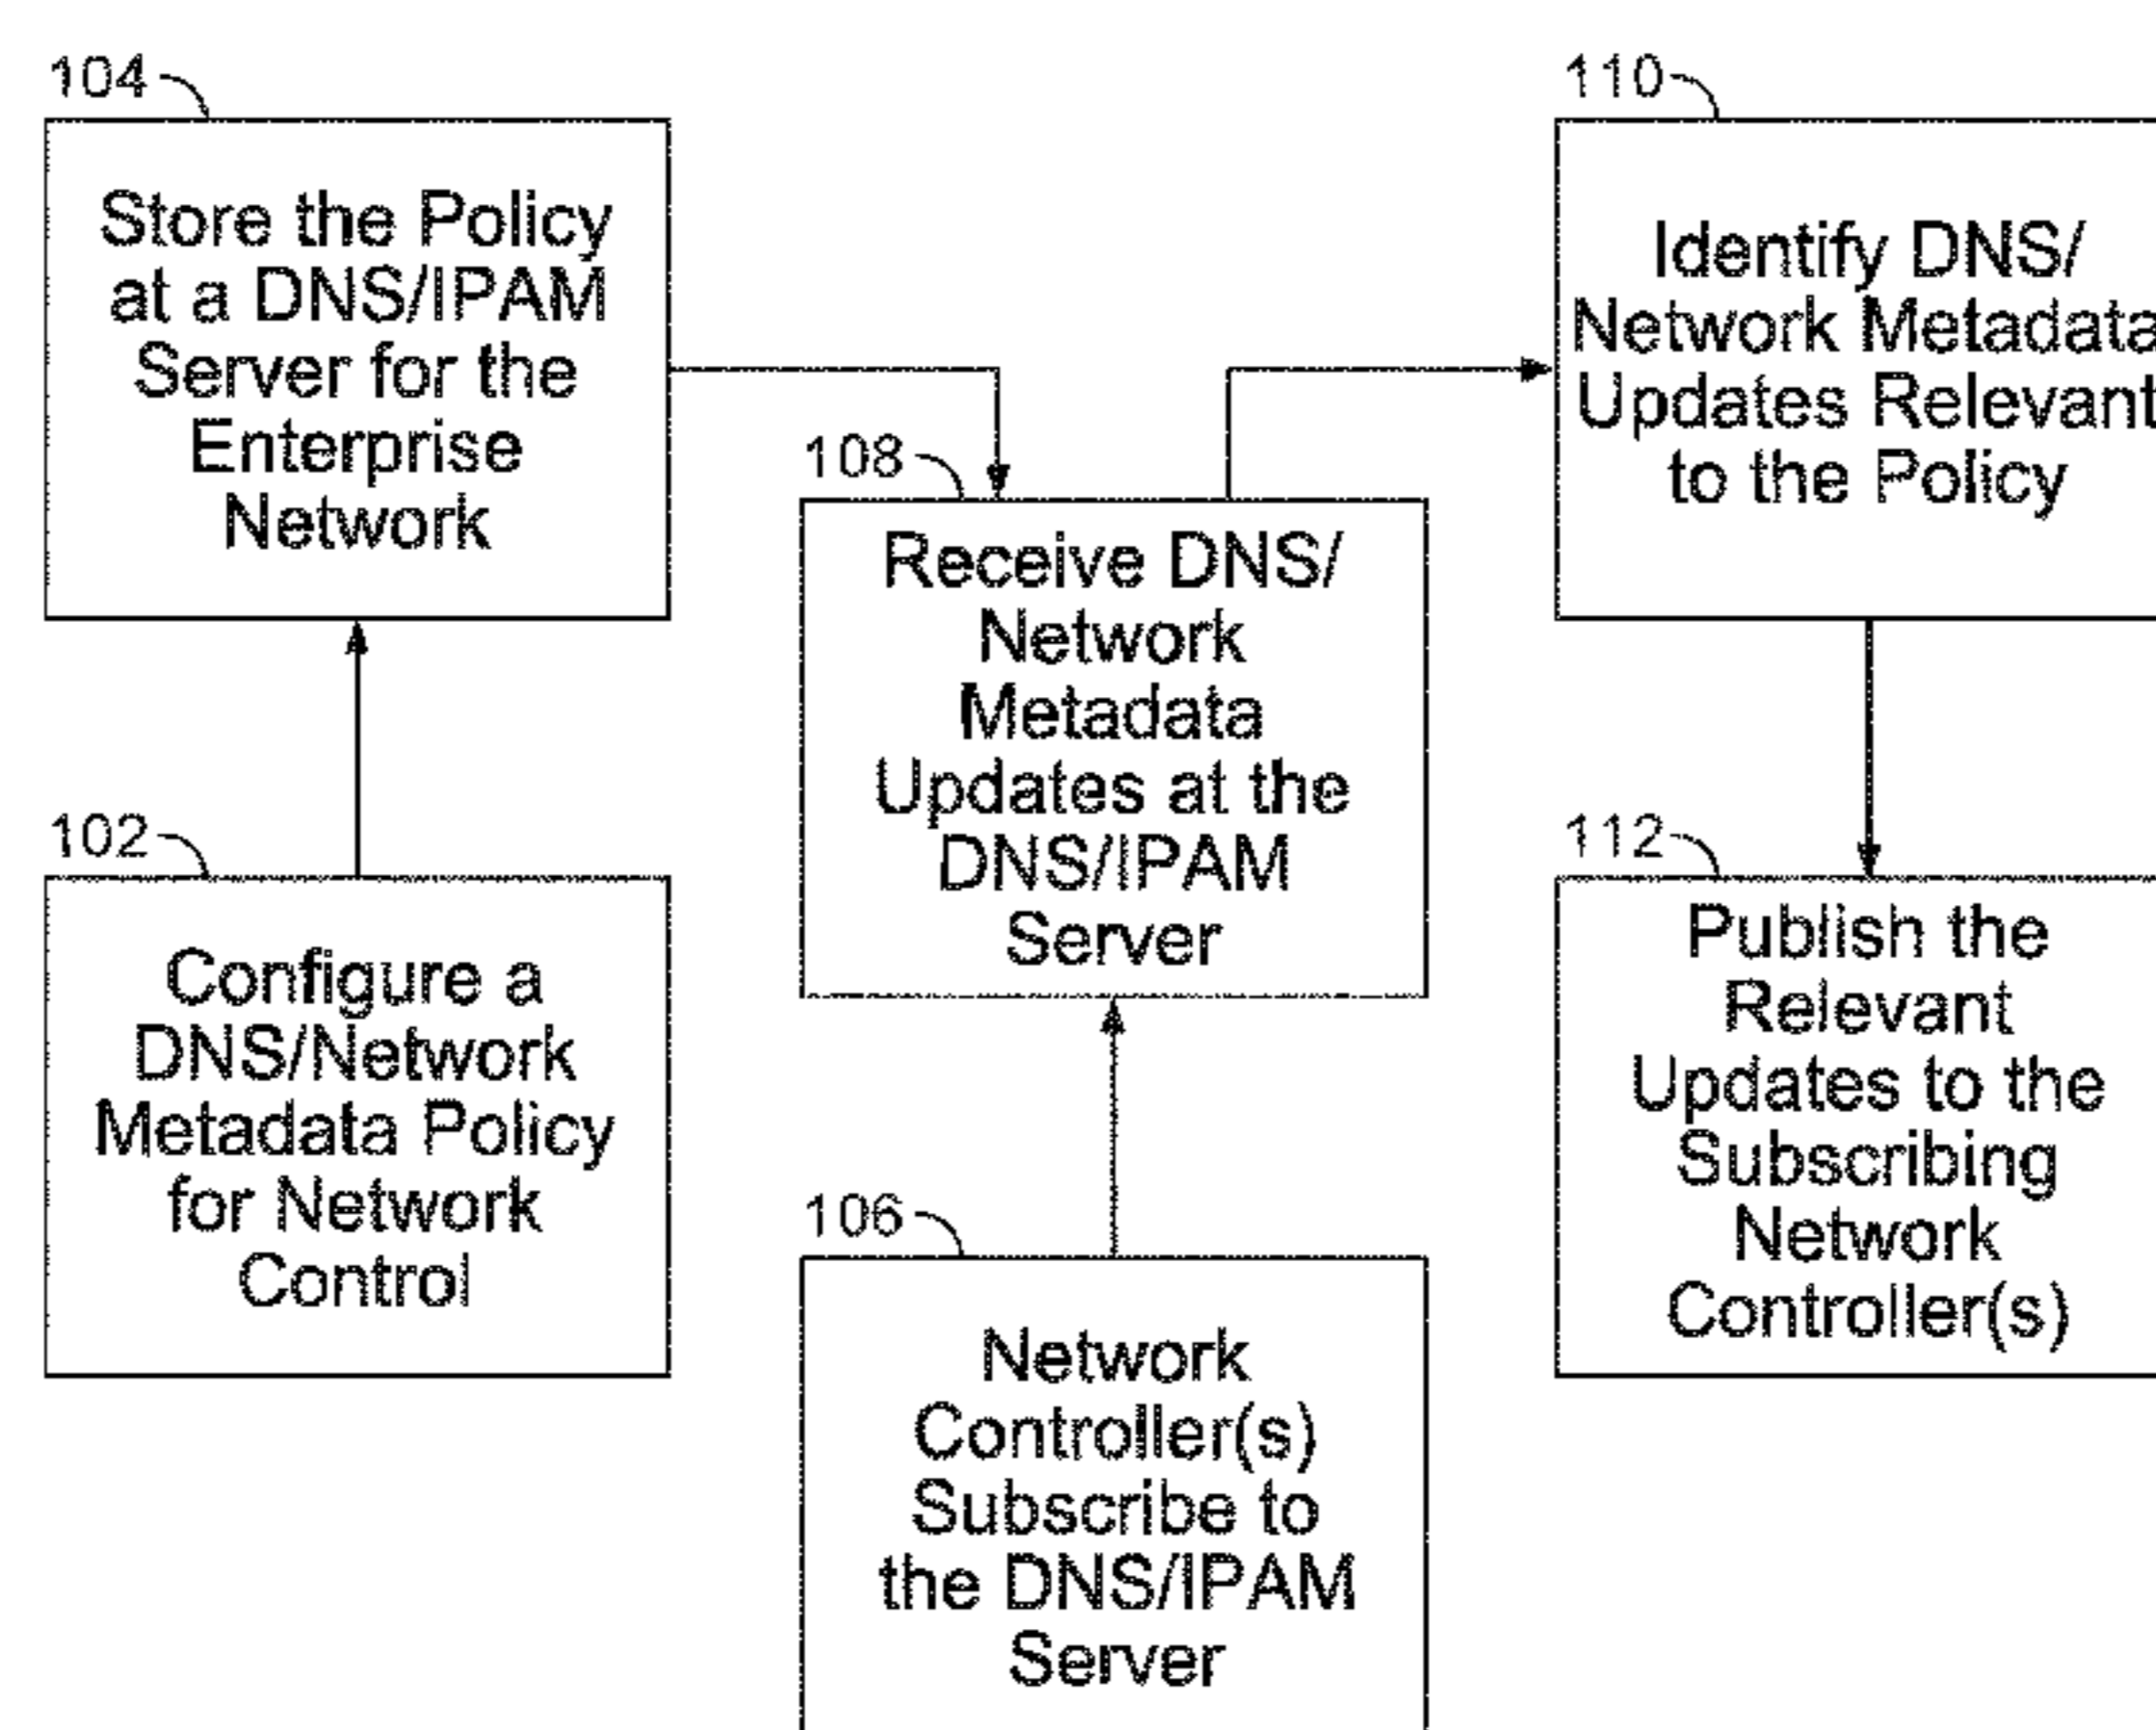 104
Store the Policy
at a DNS/IPAM
Server for the
Enterprise
Network
102
Configure a
DNS/Network
Metadata Policy
for Network
Control
108
Receive DNS/
Network
Metadata
Updates at the
DNS/IPAM
Server
106
Network
Controller(s)
Subscribe to
the DNS/IPAM
Server
110
Identify DNS/
Network Metadata
Updates Relevant
to the Policy
112
Publish the
Relevant
Updates to the
Subscribing
Network
Controller(s)